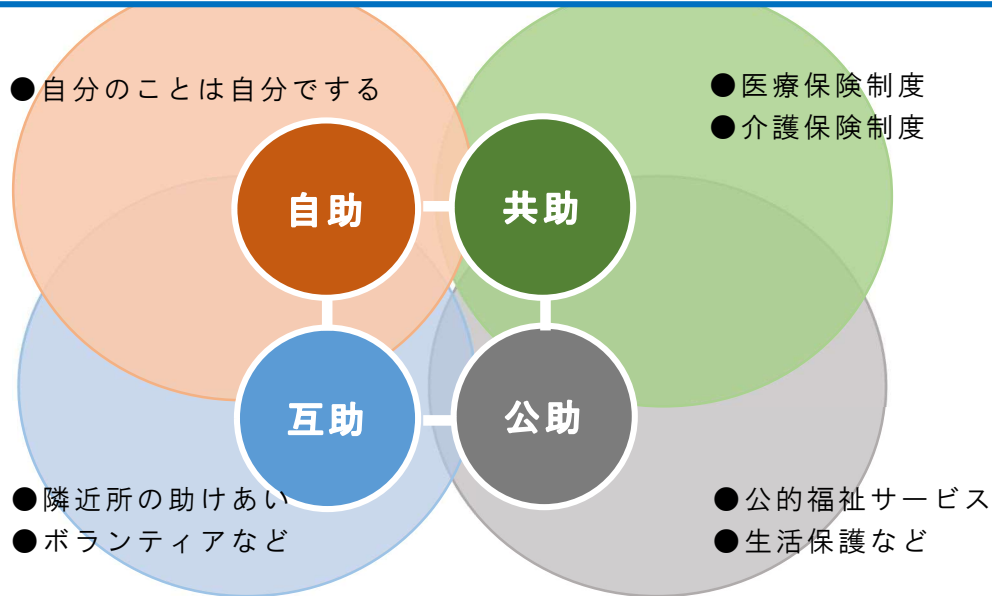 ●自分のことは自分でする
●医療保険制度
●介護保険制度
自助
共助
互助
公助
●隣近所の助けあい
●ボランティアなど
●公的福祉サービス
●生活保護など